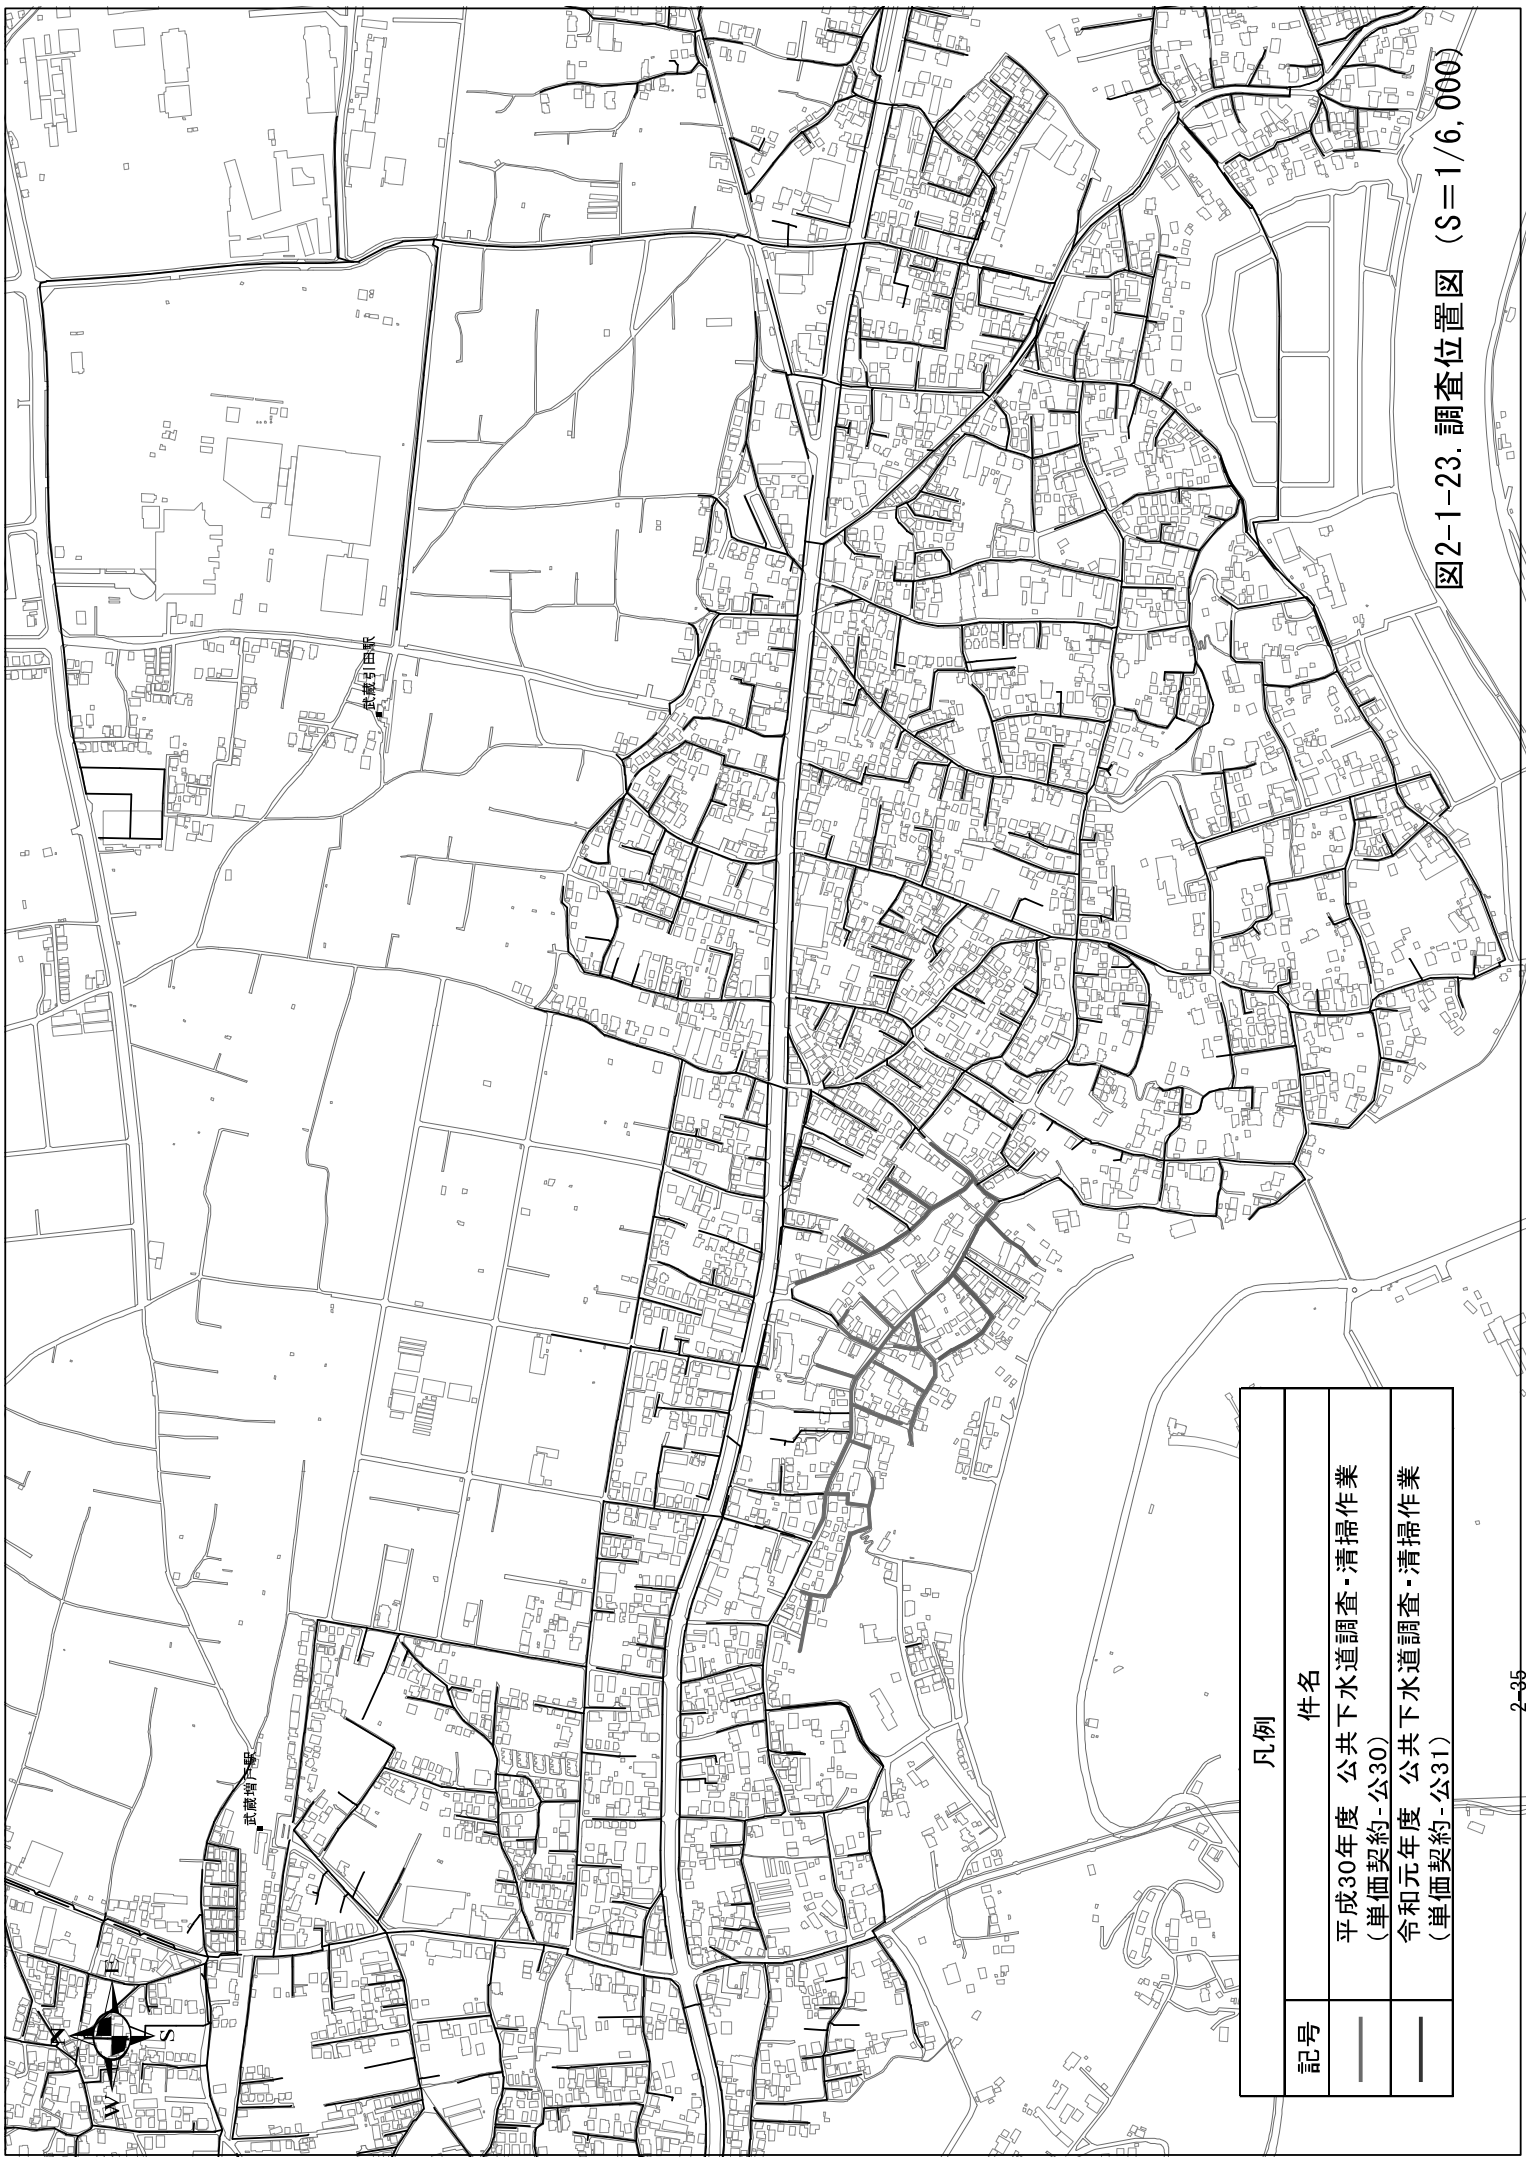 武蔵引田駅
武蔵増戸駅
N
W
E
S
凡例
記号
件名
平成30年度 公共下水道調査・清掃作業
(単価契約-公30)
令和元年度 公共下水道調査・清掃作業
(単価契約-公31)
図2-1-23.調査位置図 (S=1/6,000)
2-35